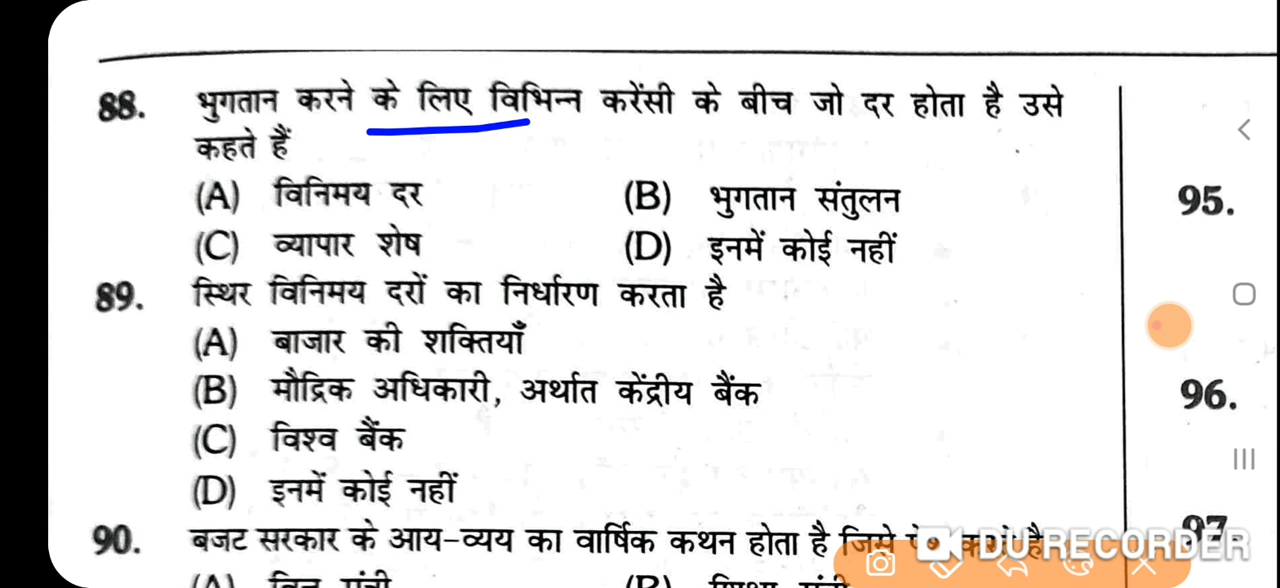 88. भुगतान करने के लिए विभिन्न करेंसी के बीच जो दर होता है उसे
कहते हैं
(A) विनिमय दर (B) भुगतान संतुलन
(C) व्यापार शेष (D) इनमें कोई नहीं
89. स्थिर विनिमय दरों का निर्धारण करता है
(A) बाजार की शक्तियाँ
(B) मौद्रिक अधिकारी, अर्थात केंद्रीय बैंक
(C) विश्व बैंक
(D) इनमें कोई नहीं
90. बजट सरकार के आय-व्यय का वार्षिक कथन होता है जिसे
(A) (B)
95.
96.
97.
DU RECORDER